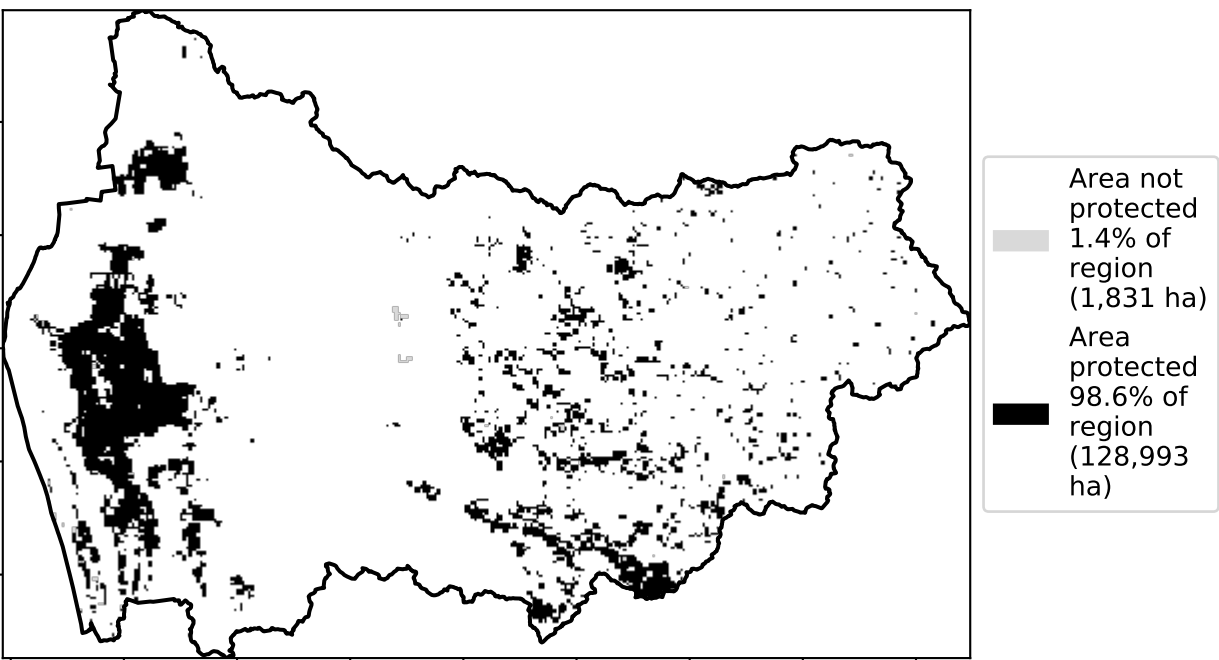 Area not
protected
1.4% of
region
(1,831 ha)
Area
protected
98.6% of
region
(128,993
ha)